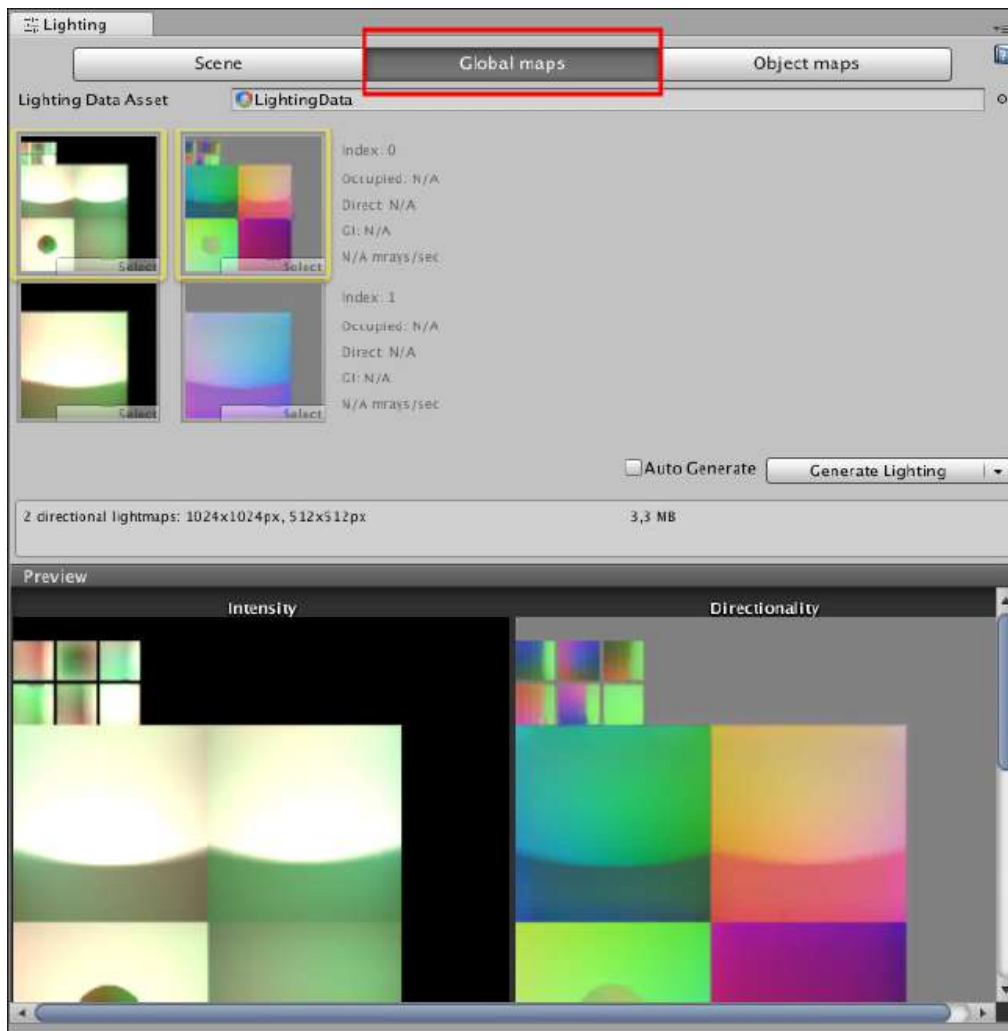 Lighting
Scene
Global maps
Object maps
Lighting Data Asset
LightingData
Select
Select
Index: 0
Occupied: N/A
Direct: N/A
GI: N/A
N/A mrays/sec
Select
Select
Index: 1
Occupied: N/A
Direct: N/A
GI: N/A
N/A mrays/sec
Auto Generate
Generate Lighting
2 directional lightmaps: 1024x1024px, 512x512px
3,3 MB
Preview
Intensity
Directionality